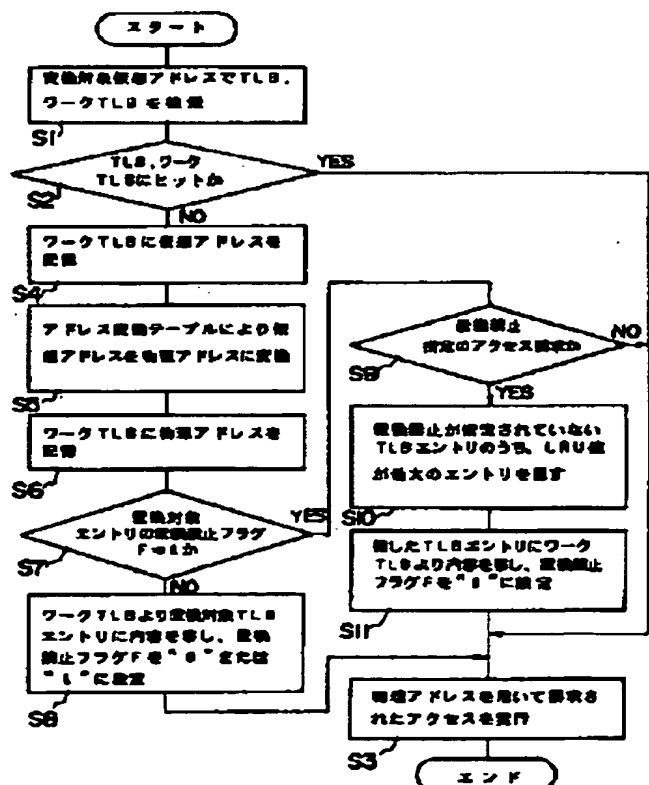 スタート
変換対象仮想アドレスでTLB,
ワークTLBを検索
S1
TLB,ワーク
TLBにヒットか
YES
S2
NO
ワークTLBに仮想アドレスを
記憶
S4
アドレス変換テーブルにより仮
想アドレスを物理アドレスに変換
S5
ワークTLBに物理アドレスを
記憶
S6
置換対象
エントリの置換禁止フラグ
か
YES
S7
NO
ワークTLBより置換対象TLB
エントリに内容を移し、置換
禁止フラグFを または
に設定
S8
置換禁止
指定のアクセス要求か
NO
S9
YES
置換禁止が指定されていない
TLBエントリのうち、LRU値
が最大のエントリを探す
S10
したTLBエントリにワーク
TLBより内容を移し、置換禁止
フラグFを に設定
S11
物理アドレスを用いて要求さ
れたアクセスを実行
S3
エンド